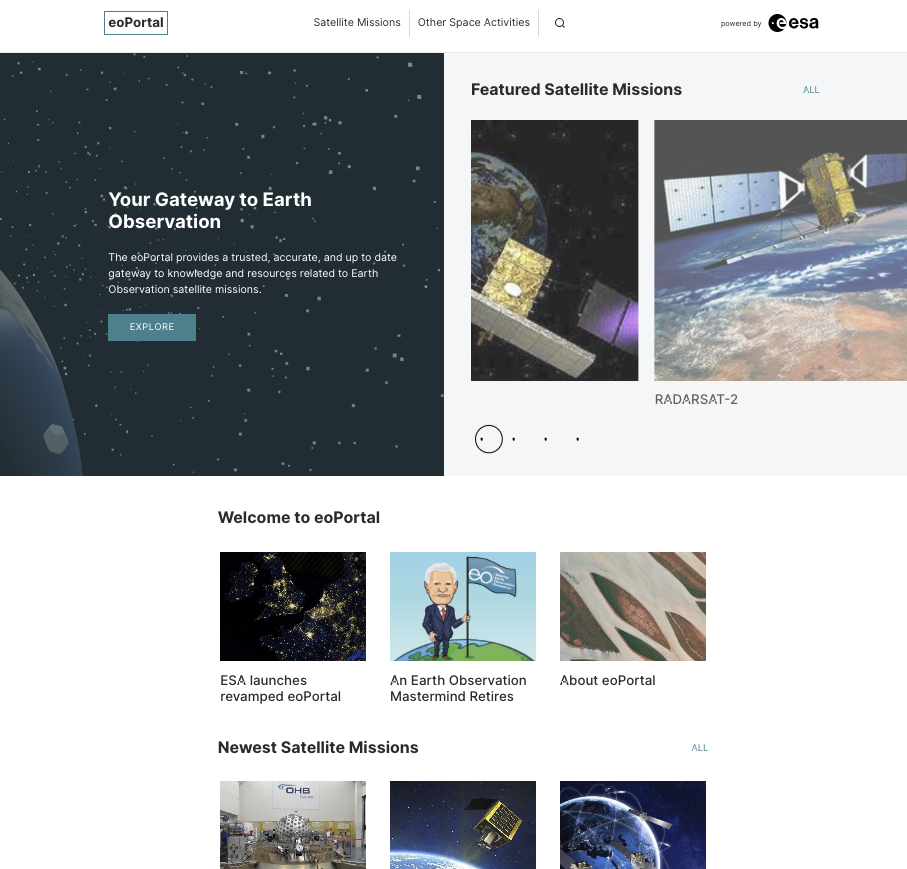 eoPortal
Satellite Missions
Other Space Activities
powered by
esa
Your Gateway to Earth
Observation
The eoPortal provides a trusted, accurate, and up to date
gateway to knowledge and resources related to Earth
Observation satellite missions.
EXPLORE
Featured Satellite Missions
ALL
RADARSAT-2
Welcome to eoPortal
eo
ESA launches
revamped eoPortal
An Earth Observation
Mastermind Retires
About eoPortal
Newest Satellite Missions
ALL
OHB